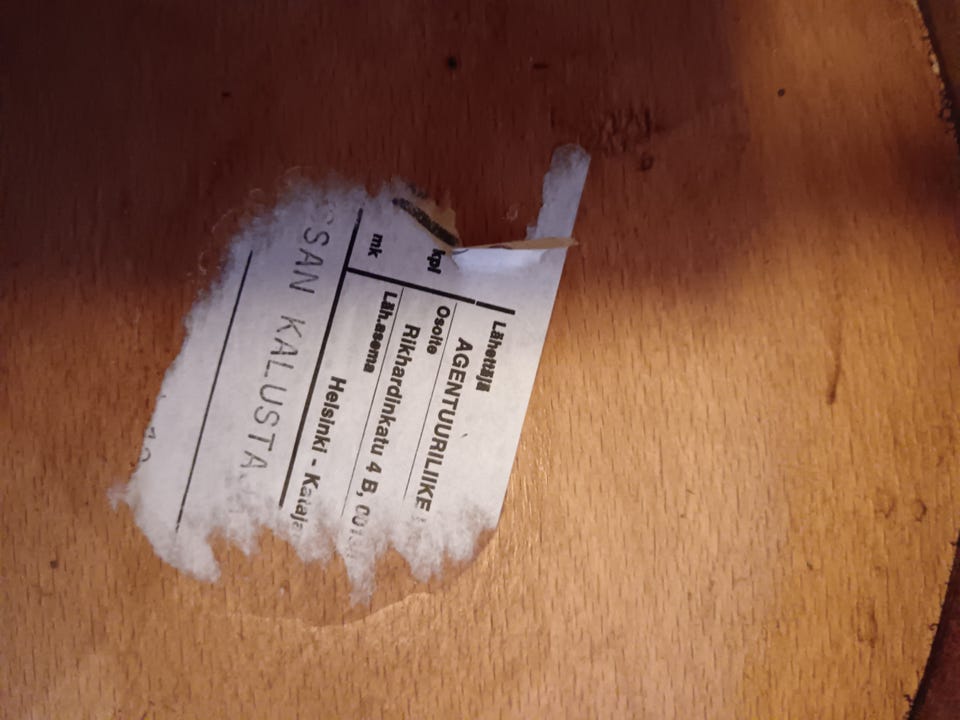 Lähettäjä
AGENTUURILIIKE
Osoite
Rikhardinkatu 4 B,
Läh.asema
Helsinki -
kpl
mk
SAN KALUSTA